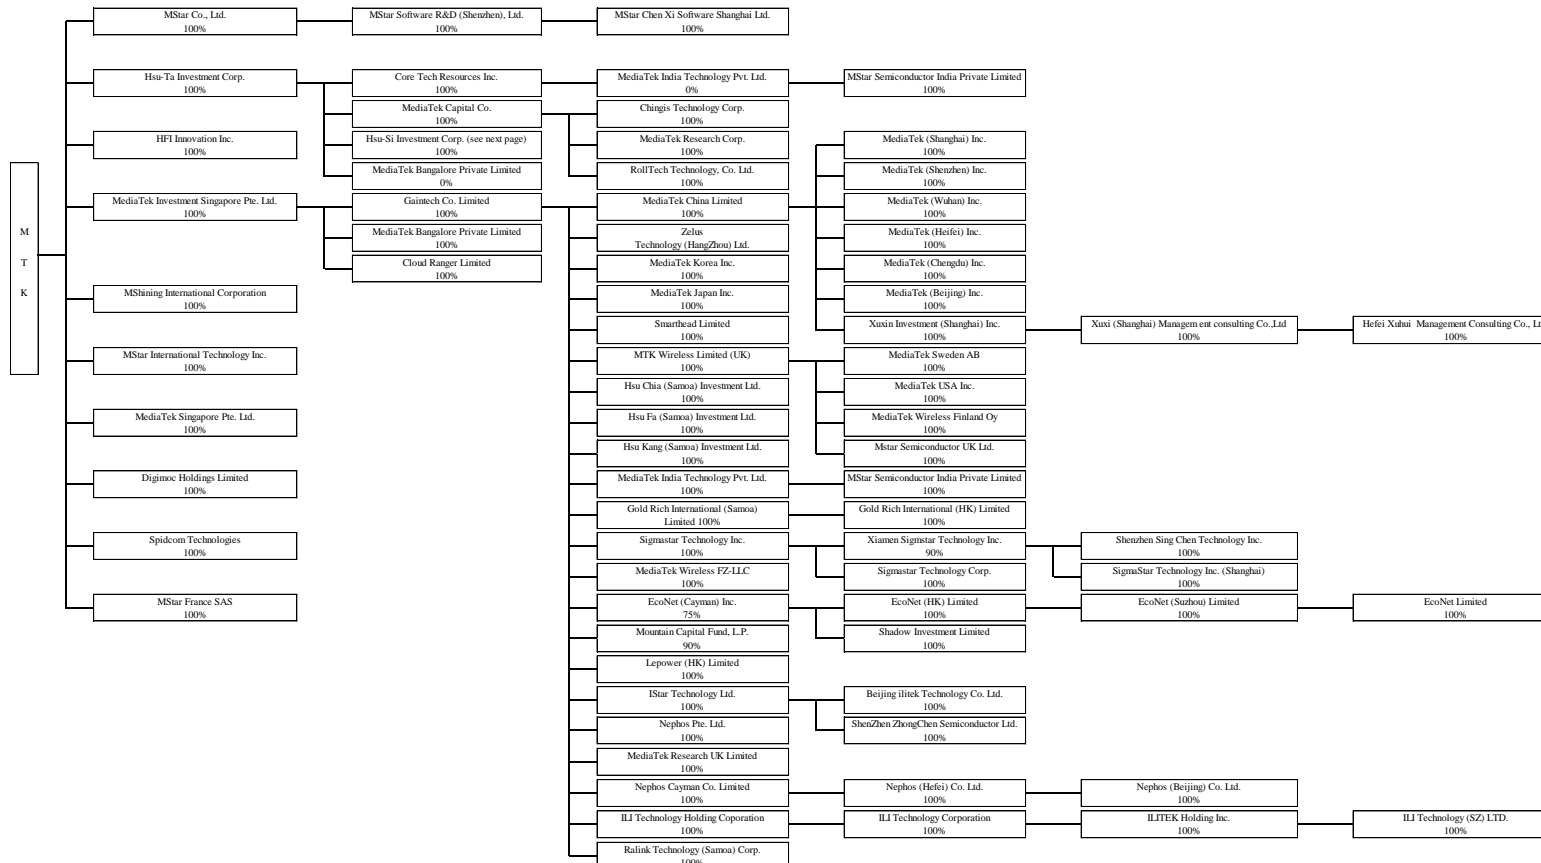 MStar Co., Ltd.
100%
MStar Software R&D (Shenzhen), Ltd.
100%
MStar Chen Xi Software Shanghai Ltd.
100%
Hsu-Ta Investment Corp.
100%
Core Tech Resources Inc.
100%
MediaTek India Technology Pvt. Ltd.
0%
MStar Semiconductor India Private Limited
100%
MediaTek Capital Co.
100%
Chingis Technology Corp.
100%
HFI Innovation Inc.
100%
Hsu-Si Investment Corp. (see next page)
100%
MediaTek Research Corp.
100%
MediaTek (Shanghai) Inc.
100%
MediaTek Bangalore Private Limited
0%
RollTech Technology, Co. Ltd.
100%
MediaTek (Shenzhen) Inc.
100%
M
T
K
MediaTek Investment Singapore Pte. Ltd.
100%
Gaintech Co. Limited
100%
MediaTek China Limited
100%
MediaTek (Wuhan) Inc.
100%
MediaTek Bangalore Private Limited
100%
Zelus
Technology (HangZhou) Ltd.
MediaTek (Heifei) Inc.
100%
Cloud Ranger Limited
100%
MediaTek Korea Inc.
100%
MediaTek (Chengdu) Inc.
100%
MShining International Corporation
100%
MediaTek Japan Inc.
100%
MediaTek (Beijing) Inc.
100%
Smarthead Limited
100%
Xuxin Investment (Shanghai) Inc.
100%
Xuxi (Shanghai) Managem ent consulting Co.,Ltd
100%
Hefei Xuhui Management Consulting Co., Lt
100%
MStar International Technology Inc.
100%
MTK Wireless Limited (UK)
100%
MediaTek Sweden AB
100%
Hsu Chia (Samoa) Investment Ltd.
100%
MediaTek USA Inc.
100%
MediaTek Singapore Pte. Ltd.
100%
Hsu Fa (Samoa) Investment Ltd.
100%
MediaTek Wireless Finland Oy
100%
Hsu Kang (Samoa) Investment Ltd.
100%
Mstar Semiconductor UK Ltd.
100%
Digimoc Holdings Limited
100%
MediaTek India Technology Pvt. Ltd.
100%
MStar Semiconductor India Private Limited
100%
Gold Rich International (Samoa)
Limited 100%
Gold Rich International (HK) Limited
100%
Spidcom Technologies
100%
Sigmastar Technology Inc.
100%
Xiamen Sigmstar Technology Inc.
90%
Shenzhen Sing Chen Technology Inc.
100%
MediaTek Wireless FZ-LLC
100%
Sigmastar Technology Corp.
100%
SigmaStar Technology Inc. (Shanghai)
100%
MStar France SAS
100%
EcoNet (Cayman) Inc.
75%
EcoNet (HK) Limited
100%
EcoNet (Suzhou) Limited
100%
EcoNet Limited
100%
Mountain Capital Fund, L.P.
90%
Shadow Investment Limited
100%
Lepower (HK) Limited
100%
IStar Technology Ltd.
100%
Beijing ilitek Technology Co. Ltd.
100%
Nephos Pte. Ltd.
100%
ShenZhen ZhongChen Semiconductor Ltd.
100%
MediaTek Research UK Limited
100%
Nephos Cayman Co. Limited
100%
Nephos (Hefei) Co. Ltd.
100%
Nephos (Beijing) Co. Ltd.
100%
ILI Technology Holding Coporation
100%
ILI Technology Corporation
100%
ILITEK Holding Inc.
100%
ILI Technology (SZ) LTD.
100%
Ralink Technology (Samoa) Corp.
100%